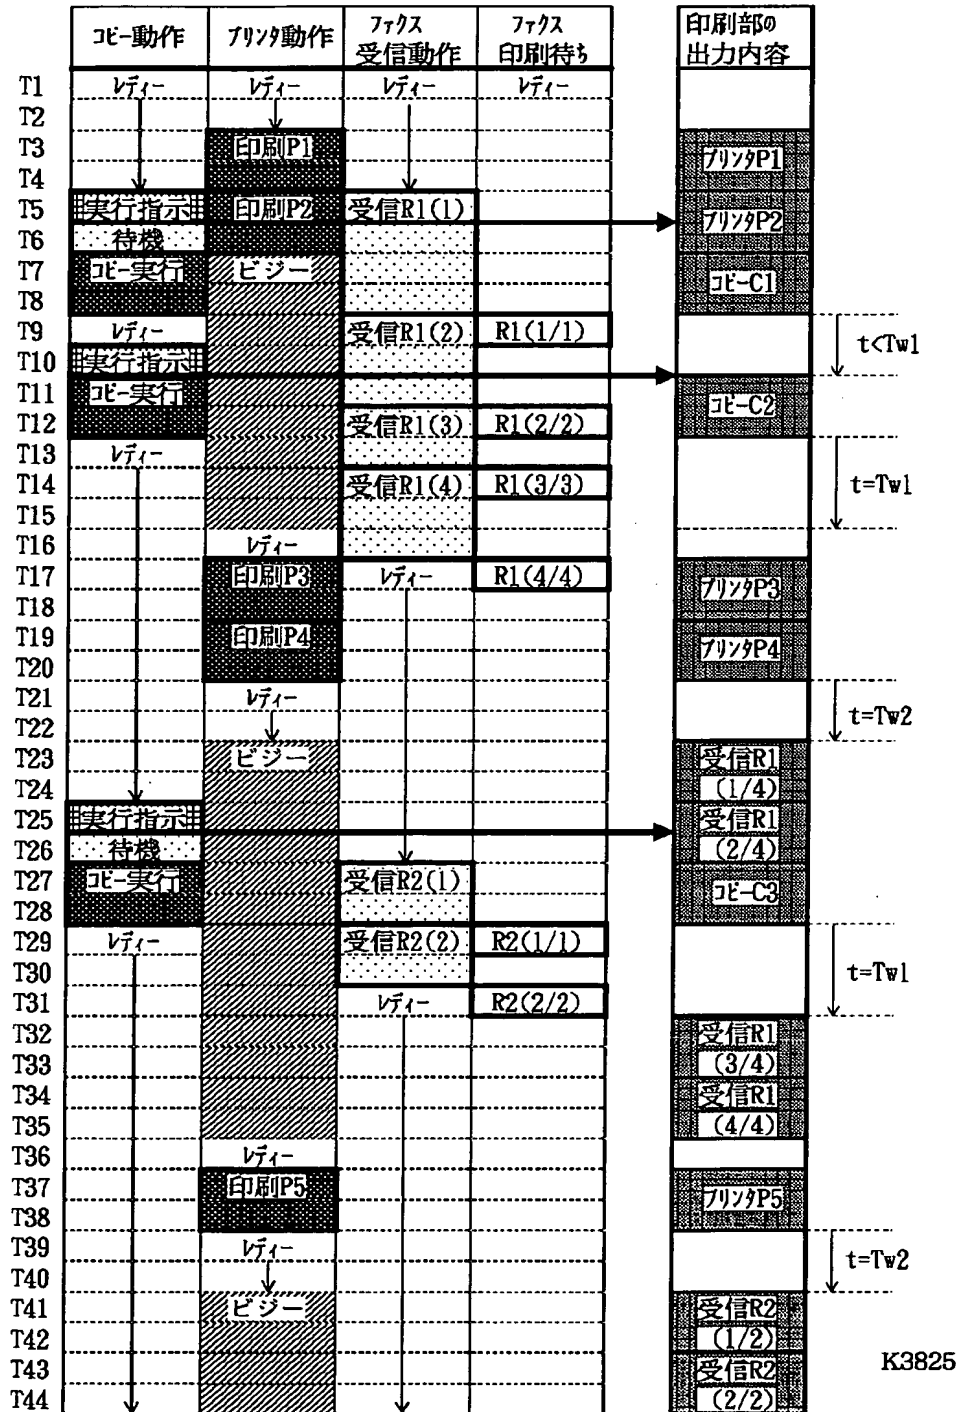 コピー動作 プリンタ動作 ファクス受信動作 ファクス印刷待ち 印刷部の出力内容
T1 レディー レディー レディー レディー
T2
T3 印刷P1 プリンタP1
T4
T5 実行指示 印刷P2 受信R1(1) プリンタP2
T6 待機
T7 コピー実行 ビジー コピーC1
T8
T9 レディー 受信R1(2) R1(1/1) t<Tw1
T10 実行指示
T11 コピー実行 コピーC2
T12 受信R1(3) R1(2/2)
T13 レディー
T14 受信R1(4) R1(3/3) t=Tw1
T15
T16 レディー
T17 印刷P3 レディー R1(4/4) プリンタP3
T18
T19 印刷P4 プリンタP4
T20
T21 レディー
T22 t=Tw2
T23 ビジー 受信R1
T24 (1/4)
T25 実行指示 受信R1
T26 待機 (2/4)
T27 コピー実行 受信R2(1) コピーC3
T28
T29 レディー 受信R2(2) R2(1/1)
T30 t=Tw1
T31 レディー R2(2/2)
T32 受信R1
T33 (3/4)
T34 受信R1
T35 (4/4)
T36 レディー
T37 印刷P5 プリンタP5
T38
T39 レディー t=Tw2
T40
T41 ビジー 受信R2
T42 (1/2)
T43 受信R2 K3825
T44 (2/2)